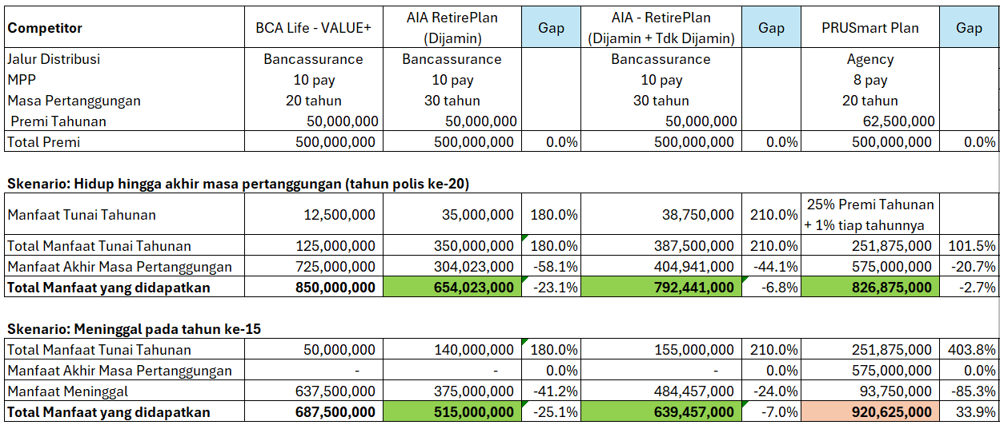 Competitor BCA Life - VALUE+ AIA RetirePlan (Dijamin) Gap AIA - RetirePlan (Dijamin + Tdk Dijamin) Gap PRUSmart Plan Gap
Jalur Distribusi Bancassurance Bancassurance Bancassurance Agency
MPP 10 pay 10 pay 10 pay 8 pay
Masa Pertanggungan 20 tahun 30 tahun 30 tahun 20 tahun
Premi Tahunan 50,000,000 50,000,000 50,000,000 62,500,000
Total Premi 500,000,000 500,000,000 0.0% 500,000,000 0.0% 500,000,000 0.0%
Skenario: Hidup hingga akhir masa pertanggungan (tahun polis ke-20)
Manfaat Tunai Tahunan 12,500,000 35,000,000 180.0% 38,750,000 210.0% 25% Premi Tahunan + 1% tiap tahunnya
Total Manfaat Tunai Tahunan 125,000,000 350,000,000 180.0% 387,500,000 210.0% 251,875,000 101.5%
Manfaat Akhir Masa Pertanggungan 725,000,000 304,023,000 -58.1% 404,941,000 -44.1% 575,000,000 -20.7%
Total Manfaat yang didapatkan 850,000,000 654,023,000 -23.1% 792,441,000 -6.8% 826,875,000 -2.7%
Skenario: Meninggal pada tahun ke-15
Total Manfaat Tunai Tahunan 50,000,000 140,000,000 180.0% 155,000,000 210.0% 251,875,000 403.8%
Manfaat Akhir Masa Pertanggungan - - 0.0% - 0.0% 575,000,000 0.0%
Manfaat Meninggal 637,500,000 375,000,000 -41.2% 484,457,000 -24.0% 93,750,000 -85.3%
Total Manfaat yang didapatkan 687,500,000 515,000,000 -25.1% 639,457,000 -7.0% 920,625,000 33.9%